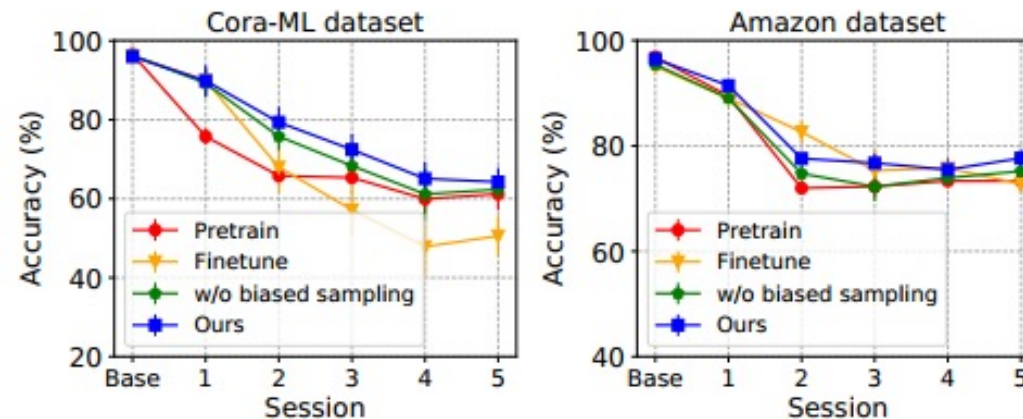 Cora-ML dataset
Accuracy (%)
100
80
60
40
20
Pretrain
Finetune
w/o biased sampling
Ours
Base 1 2 3 4 5
Session
Amazon dataset
Accuracy (%)
100
80
60
40
Pretrain
Finetune
w/o biased sampling
Ours
Base 1 2 3 4 5
Session